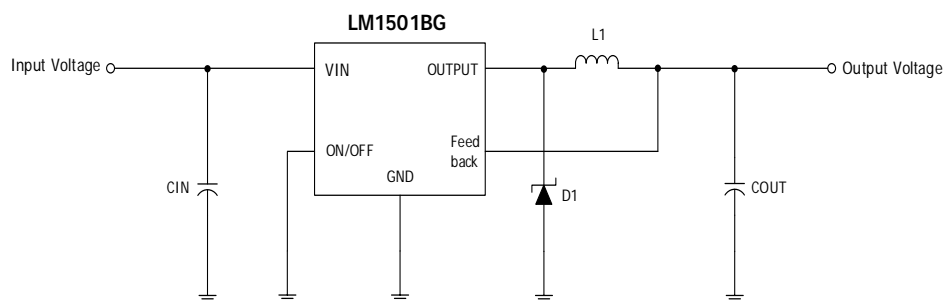 LM1501BG
L1
Input Voltage
VIN
OUTPUT
Output Voltage
ON/OFF
Feed
back
GND
CIN
D1
COUT